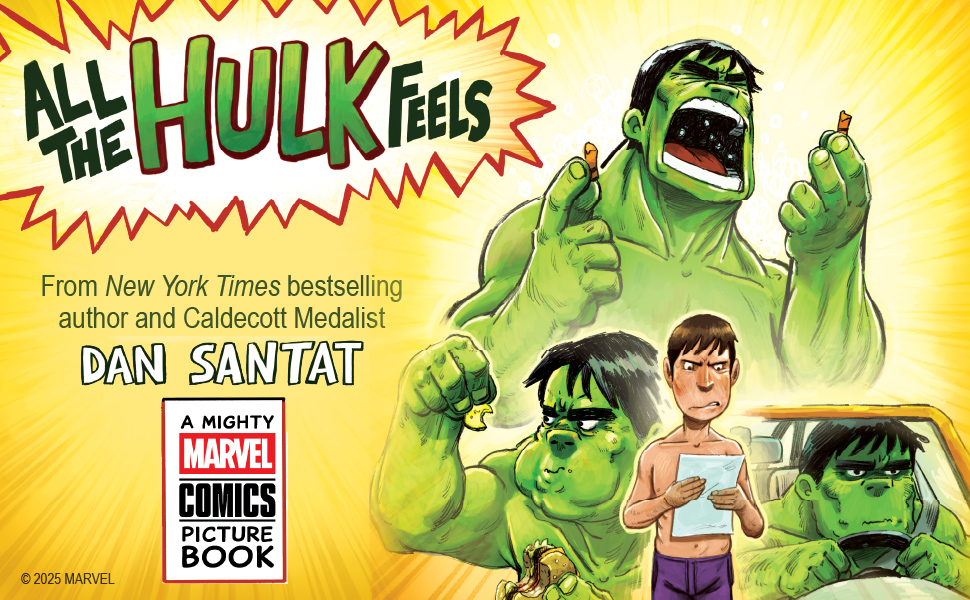 ALL
THE
HULK
FEELS
From New York Times bestselling
author and Caldecott Medalist
DAN SANTAT
A MIGHTY
MARVEL
COMICS
PICTURE
BOOK
© 2025 MARVEL